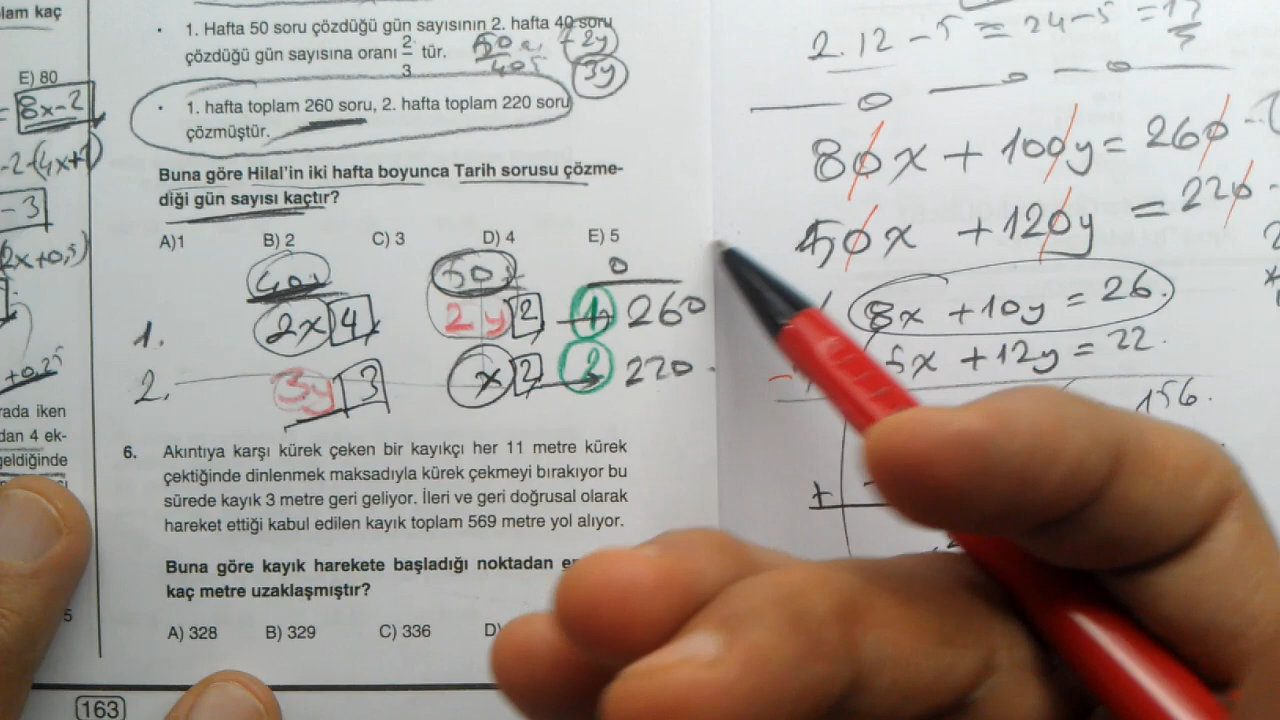 lam kaç
E) 80
= 8x-2
-2-(4x+
-3
(2x+0,5)
+0,25
rada iken
dan 4 ek-
geldiğinde
5
• 1. Hafta 50 soru çözdüğü gün sayısının 2. hafta 40 soru
çözdüğü gün sayısına oranı 2/3 tür.
2y
3y
• 1. hafta toplam 260 soru, 2. hafta toplam 220 soru
çözmüştür.
Buna göre Hilal'in iki hafta boyunca Tarih sorusu çözme-
diği gün sayısı kaçtır?
A)1 B) 2 C) 3 D) 4 E) 5
40s 50s 0
1. 2x 4 2y 2 1 260
2. 3y 3 x 2 2 220
6. Akıntıya karşı kürek çeken bir kayıkçı her 11 metre kürek
çektiğinde dinlenmek maksadıyla kürek çekmeyi bırakıyor bu
sürede kayık 3 metre geri geliyor. İleri ve geri doğrusal olarak
hareket ettiği kabul edilen kayık toplam 569 metre yol alıyor.
Buna göre kayık harekete başladığı noktadan
kaç metre uzaklaşmıştır?
A) 328 B) 329 C) 336 D)
163
2.12 - 5 = 24-5 = 19
80x + 100y = 260
50x + 120y = 220
8x + 10y = 26.
5x + 12y = 22.
156.
+